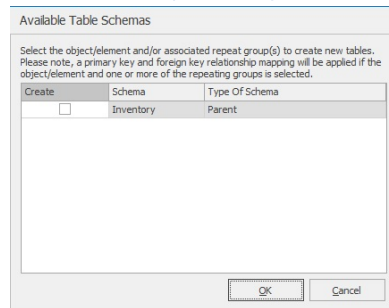 Available Table Schemas
Select the object/element and/or associated repeat group(s) to create new tables.
Please note, a primary key and foreign key relationship mapping will be applied if the
object/element and one or more of the repeating groups is selected.
Create Schema Type Of Schema
Inventory Parent
OK Cancel